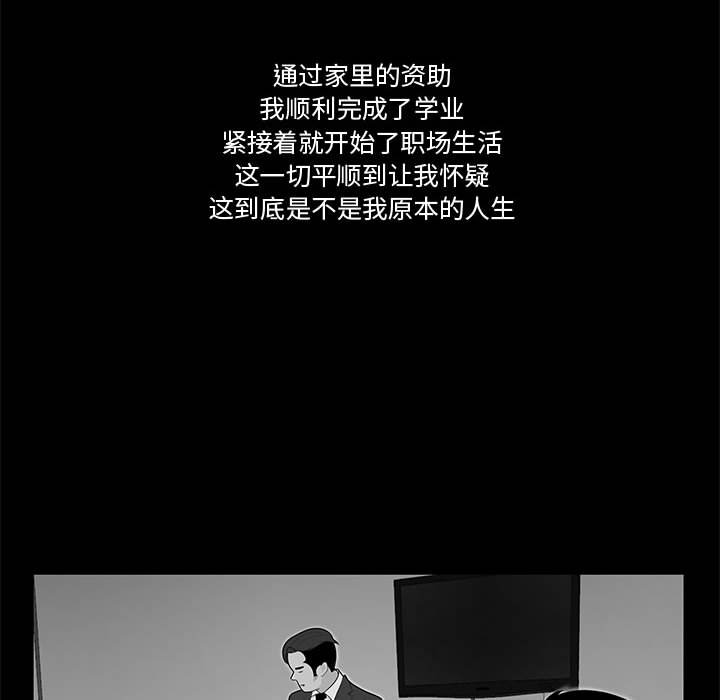 通过家里的资助
我顺利完成了学业
紧接着就开始了职场生活
这一切平顺到让我怀疑
这到底是不是我原本的人生